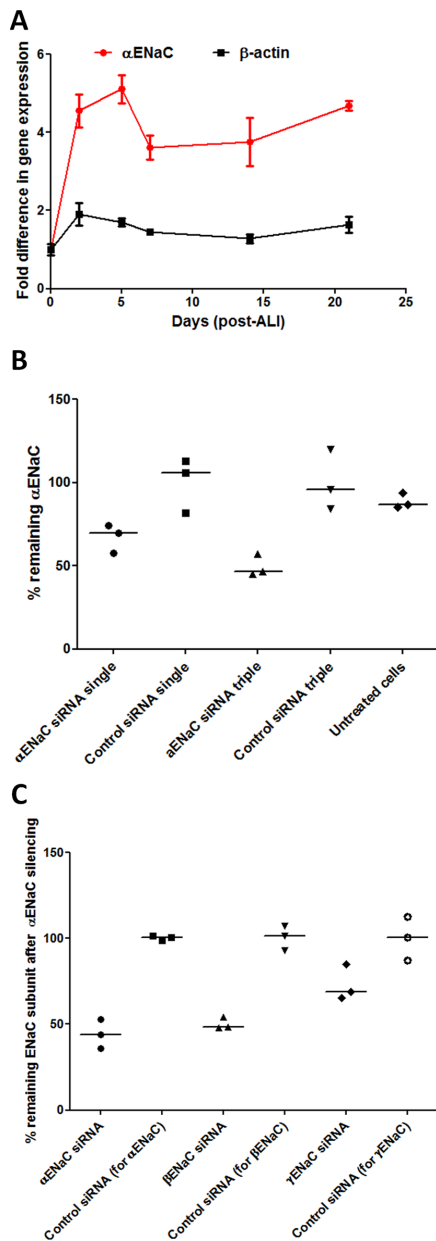 A
αENaC
β-actin
Fold difference in gene expression
6
4
2
0
0
5
10
15
20
25
Days (post-ALI)
B
% remaining αENaC
150
100
50
0
αENaC siRNA single
Control siRNA single
aENaC siRNA triple
Control siRNA triple
Untreated cells
C
% remaining ENaC subunit after αENaC silencing
150
100
50
0
αENaC siRNA
Control siRNA (for αENaC)
βENaC siRNA
Control siRNA (for βENaC)
γENaC siRNA
Control siRNA (for γENaC)